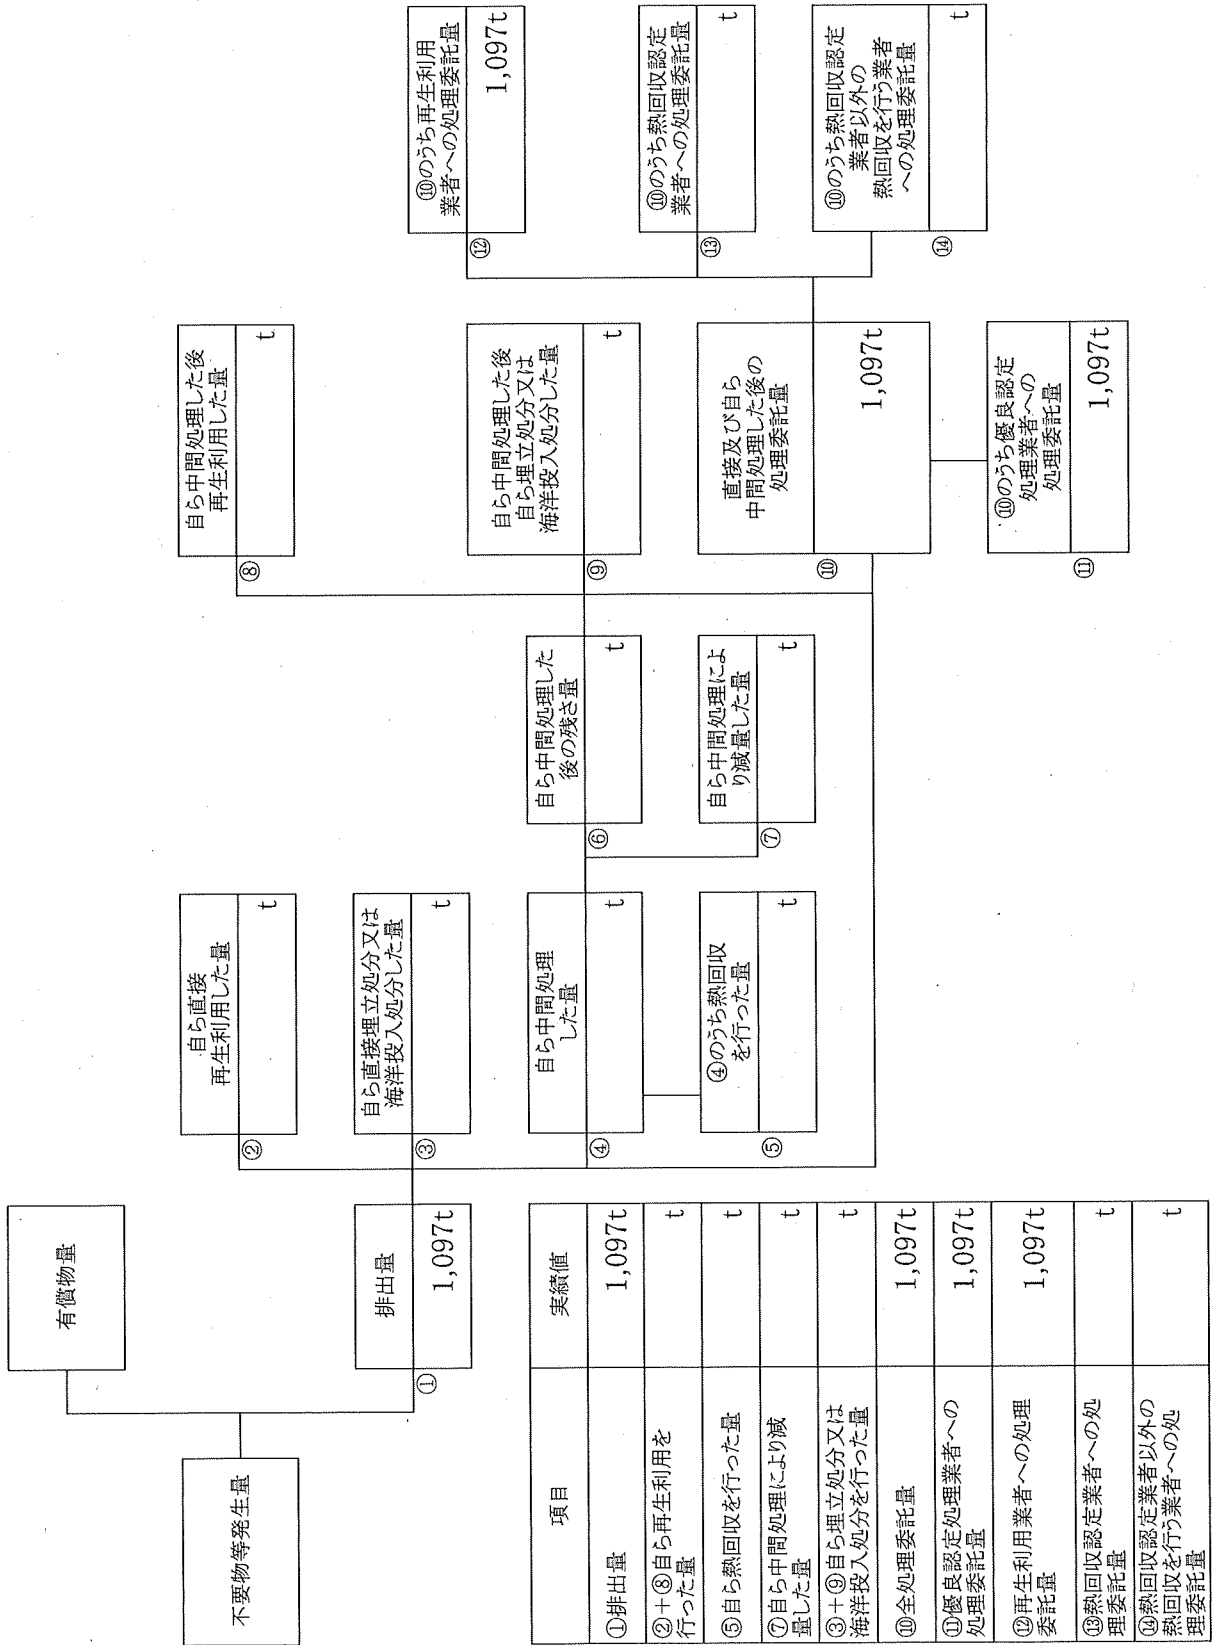 不要物等発生量
有償物量
①
排出量
1,097t
②
自ら直接
再生利用した量
t
③
自ら直接埋立処分又は
海洋投入処分した量
t
④
自ら中間処理
した量
t
⑤
④のうち熱回収
を行った量
t
⑥
自ら中間処理した
後の残さ量
t
⑦
自ら中間処理によ
り減量した量
t
⑧
自ら中間処理した後
再生利用した量
t
⑨
自ら中間処理した後
自ら埋立処分又は
海洋投入処分した量
t
⑩
直接及び自ら
中間処理した後の
処理委託量
1,097t
⑪
⑩のうち優良認定
処理業者への
処理委託量
1,097t
⑫
⑩のうち再生利用
業者への処理委託量
1,097t
⑬
⑩のうち熱回収認定
業者への処理委託量
t
⑭
⑩のうち熱回収認定
業者以外の
熱回収を行う業者
への処理委託量
t
項目 実績値
①排出量 1,097t
②+⑧自ら再生利用を
行った量 t
⑤自ら熱回収を行った量 t
⑦自ら中間処理により減
量した量 t
③+⑨自ら埋立処分又は
海洋投入処分を行った量 t
⑩全処理委託量 1,097t
⑪優良認定処理業者への
処理委託量 1,097t
⑫再生利用業者への処理
委託量 1,097t
⑬熱回収認定業者への処
理委託量 t
⑭熱回収認定業者以外の
熱回収を行う業者への処
理委託量 t